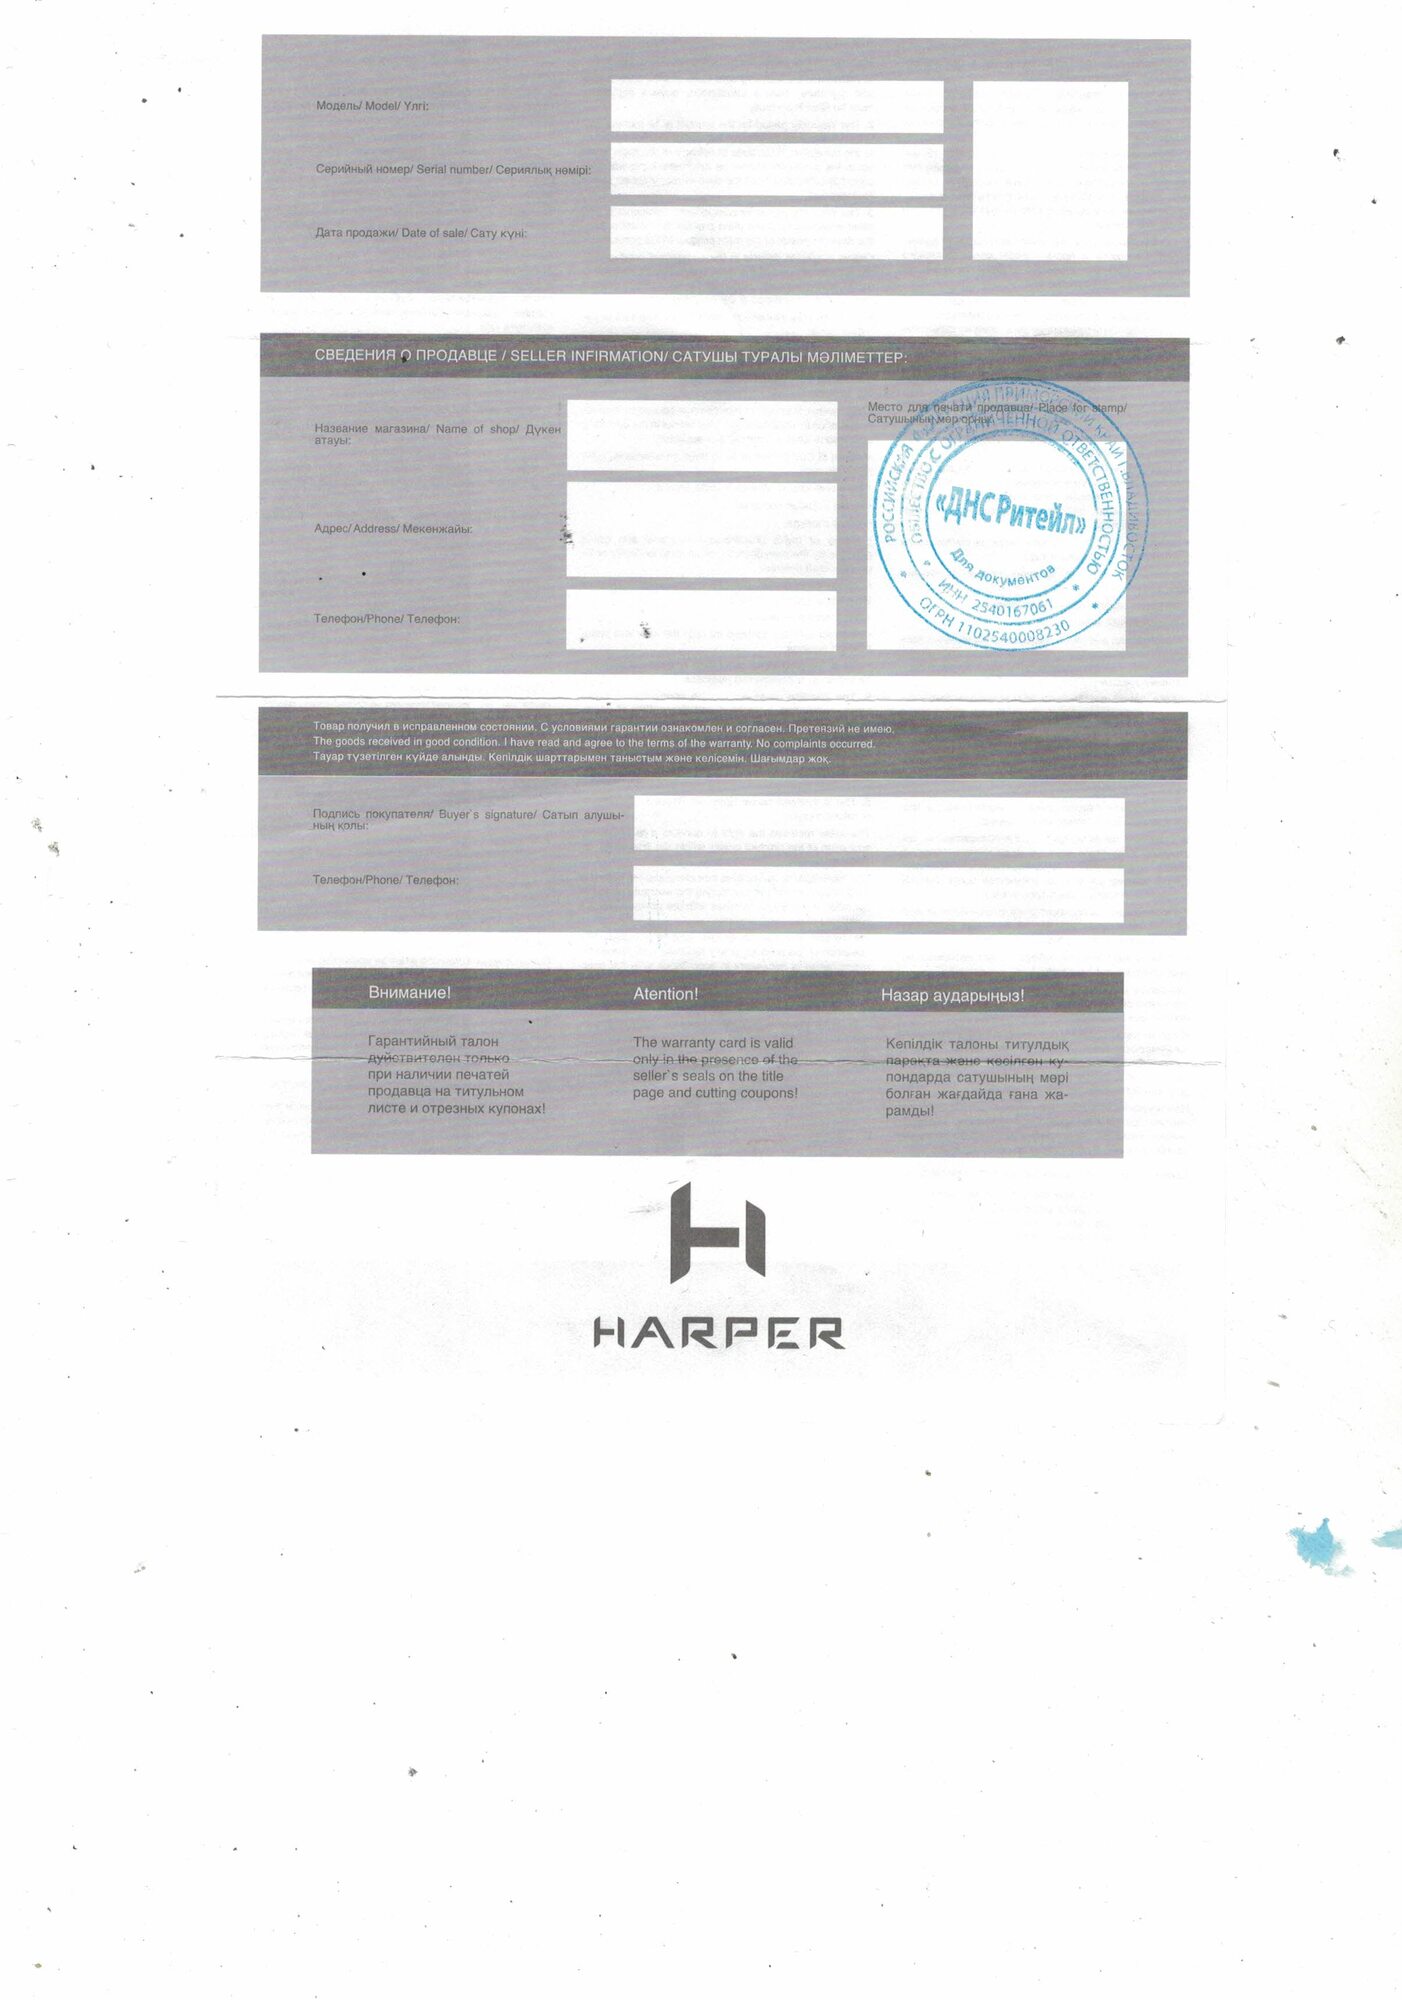 Модель/ Model/ Үлгі:
Серийный номер/ Serial number/ Сериялық нөмірі:
Дата продажи/ Date of sale/ Сату күні:
СВЕДЕНИЯ О ПРОДАВЦЕ / SELLER INFIRMATION/ САТУШЫ ТУРАЛЫ МӘЛІМЕТТЕР:
Название магазина/ Name of shop/ Дүкен
атауы:
Адрес/ Address/ Мекенжайы:
Телефон/Phone/ Телефон:
Место для печати продавца/ Place for stamp/
Сатушының мөр орны:
РОССИЙСКАЯ ФЕДЕРАЦИЯ ПРИМОРСКИЙ КРАЙ Г.ВЛАДИВОСТОК
ОБЩЕСТВО С ОГРАНИЧЕННОЙ ОТВЕТСТВЕННОСТЬЮ
«ДНС Ритейл»
Для документов
* ИНН 2540167061 *
* ОГРН 1102540008230 *
Товар получил в исправленном состоянии. С условиями гарантии ознакомлен и согласен. Претензий не имею.
The goods received in good condition. I have read and agree to the terms of the warranty. No complaints occurred.
Тауар түзетілген күйде алынды. Кепілдік шарттарымен таныстым және келісемін. Шағымдар жоқ.
Подпись покупателя/ Buyer`s signature/ Сатып алушы-
ның қолы:
Телефон/Phone/ Телефон:
Внимание!
Гарантийный талон
дуйствителен только
при наличии печатей
продавца на титульном
листе и отрезных купонах!
Atention!
The warranty card is valid
only in the presence of the
seller`s seals on the title
page and cutting coupons!
Назар аударыңыз!
Кепілдік талоны титулдық
парақта және кесілген ку-
пондарда сатушының мөрі
болған жағдайда ғана жа-
рамды!
HARPER